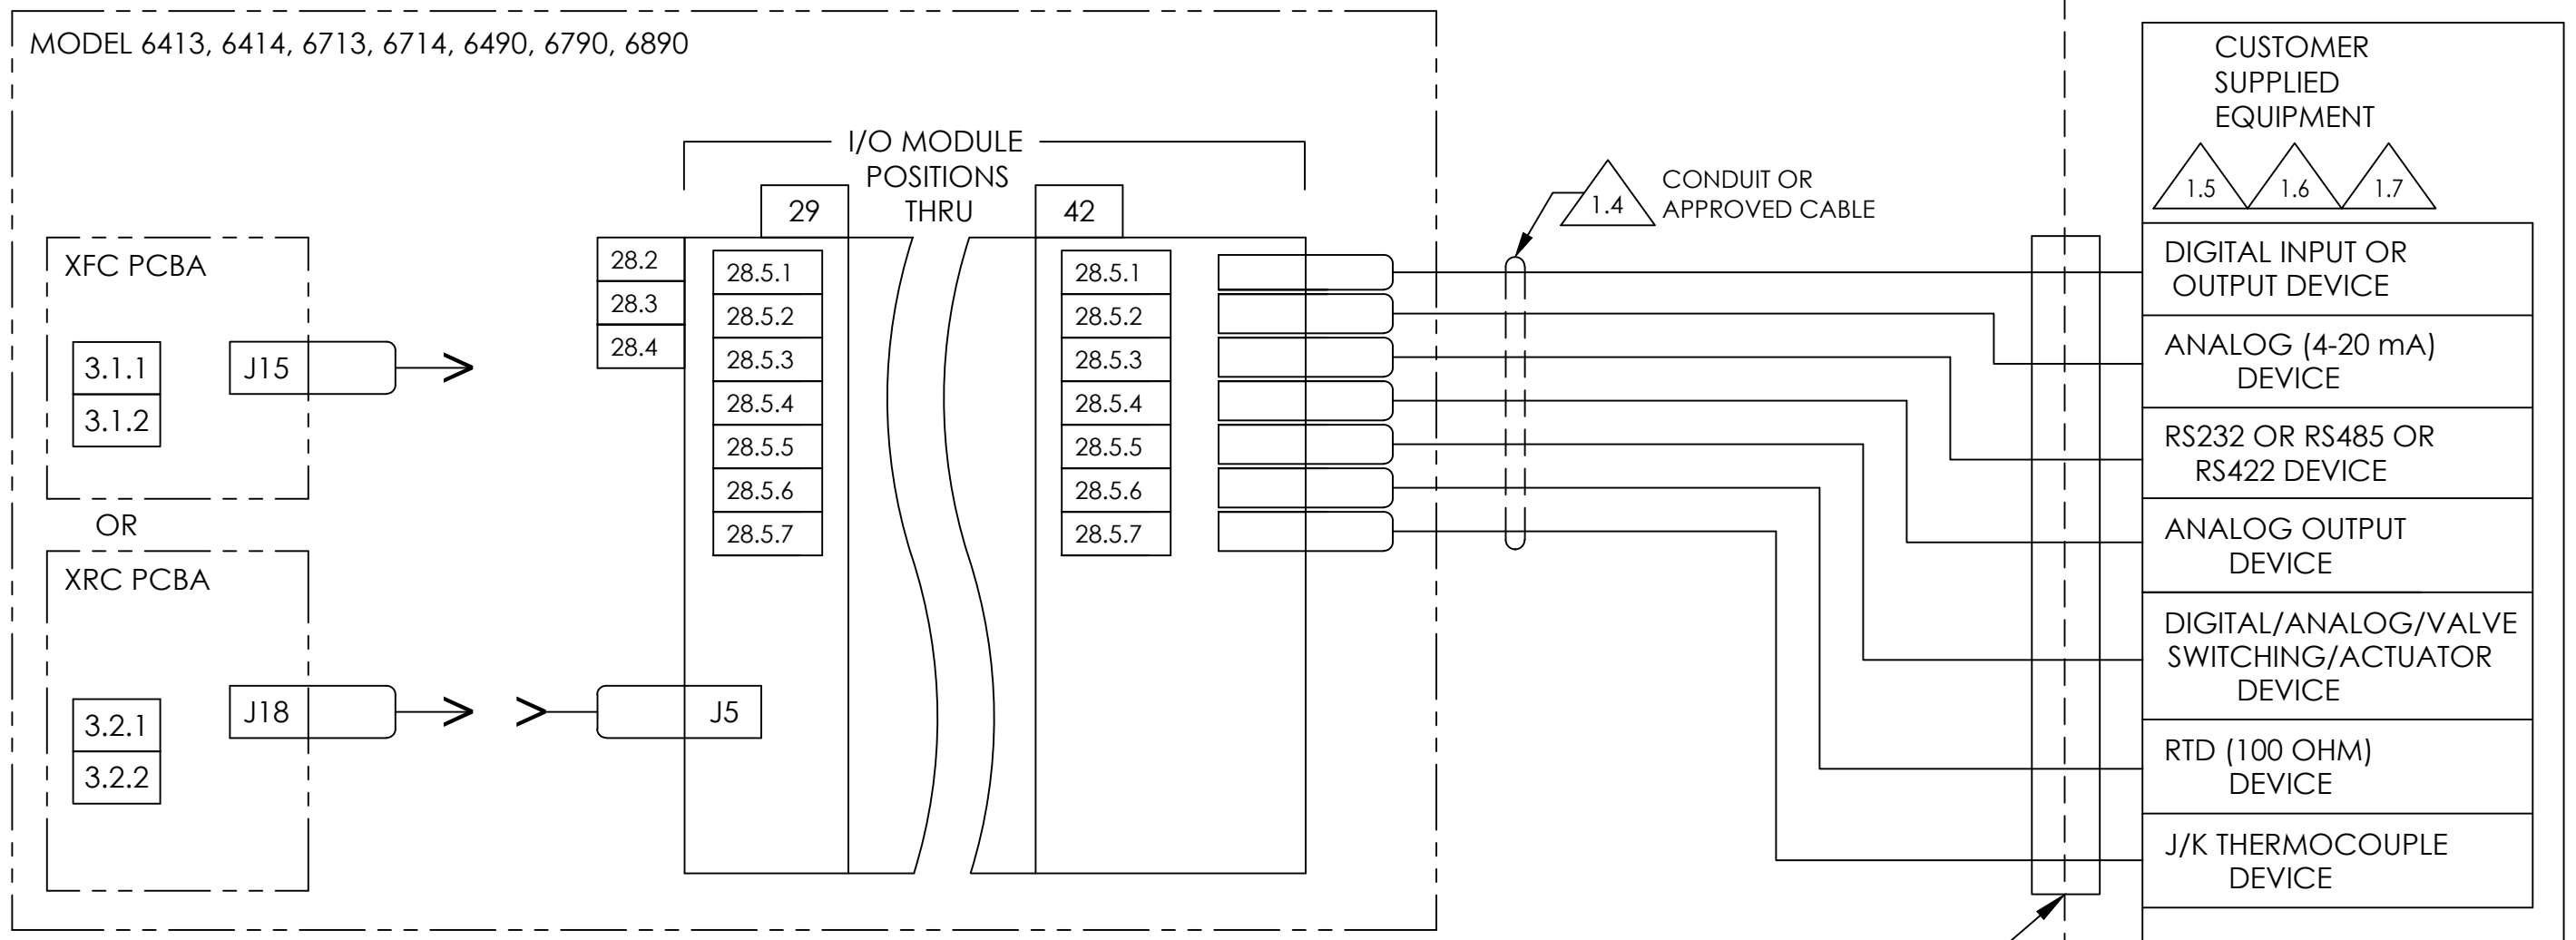 MODEL 6413, 6414, 6713, 6714, 6490, 6790, 6890
I/O MODULE
POSITIONS
THRU
29
42
XFC PCBA
3.1.1
3.1.2
J15
OR
XRC PCBA
3.2.1
3.2.2
J18
28.2
28.3
28.4
28.5.1
28.5.2
28.5.3
28.5.4
28.5.5
28.5.6
28.5.7
J5
28.5.1
28.5.2
28.5.3
28.5.4
28.5.5
28.5.6
28.5.7
1.4
CONDUIT OR
APPROVED CABLE
CUSTOMER
SUPPLIED
EQUIPMENT
1.5
1.6
1.7
DIGITAL INPUT OR
OUTPUT DEVICE
ANALOG (4-20 mA)
DEVICE
RS232 OR RS485 OR
RS422 DEVICE
ANALOG OUTPUT
DEVICE
DIGITAL/ANALOG/VALVE
SWITCHING/ACTUATOR
DEVICE
RTD (100 OHM)
DEVICE
J/K THERMOCOUPLE
DEVICE